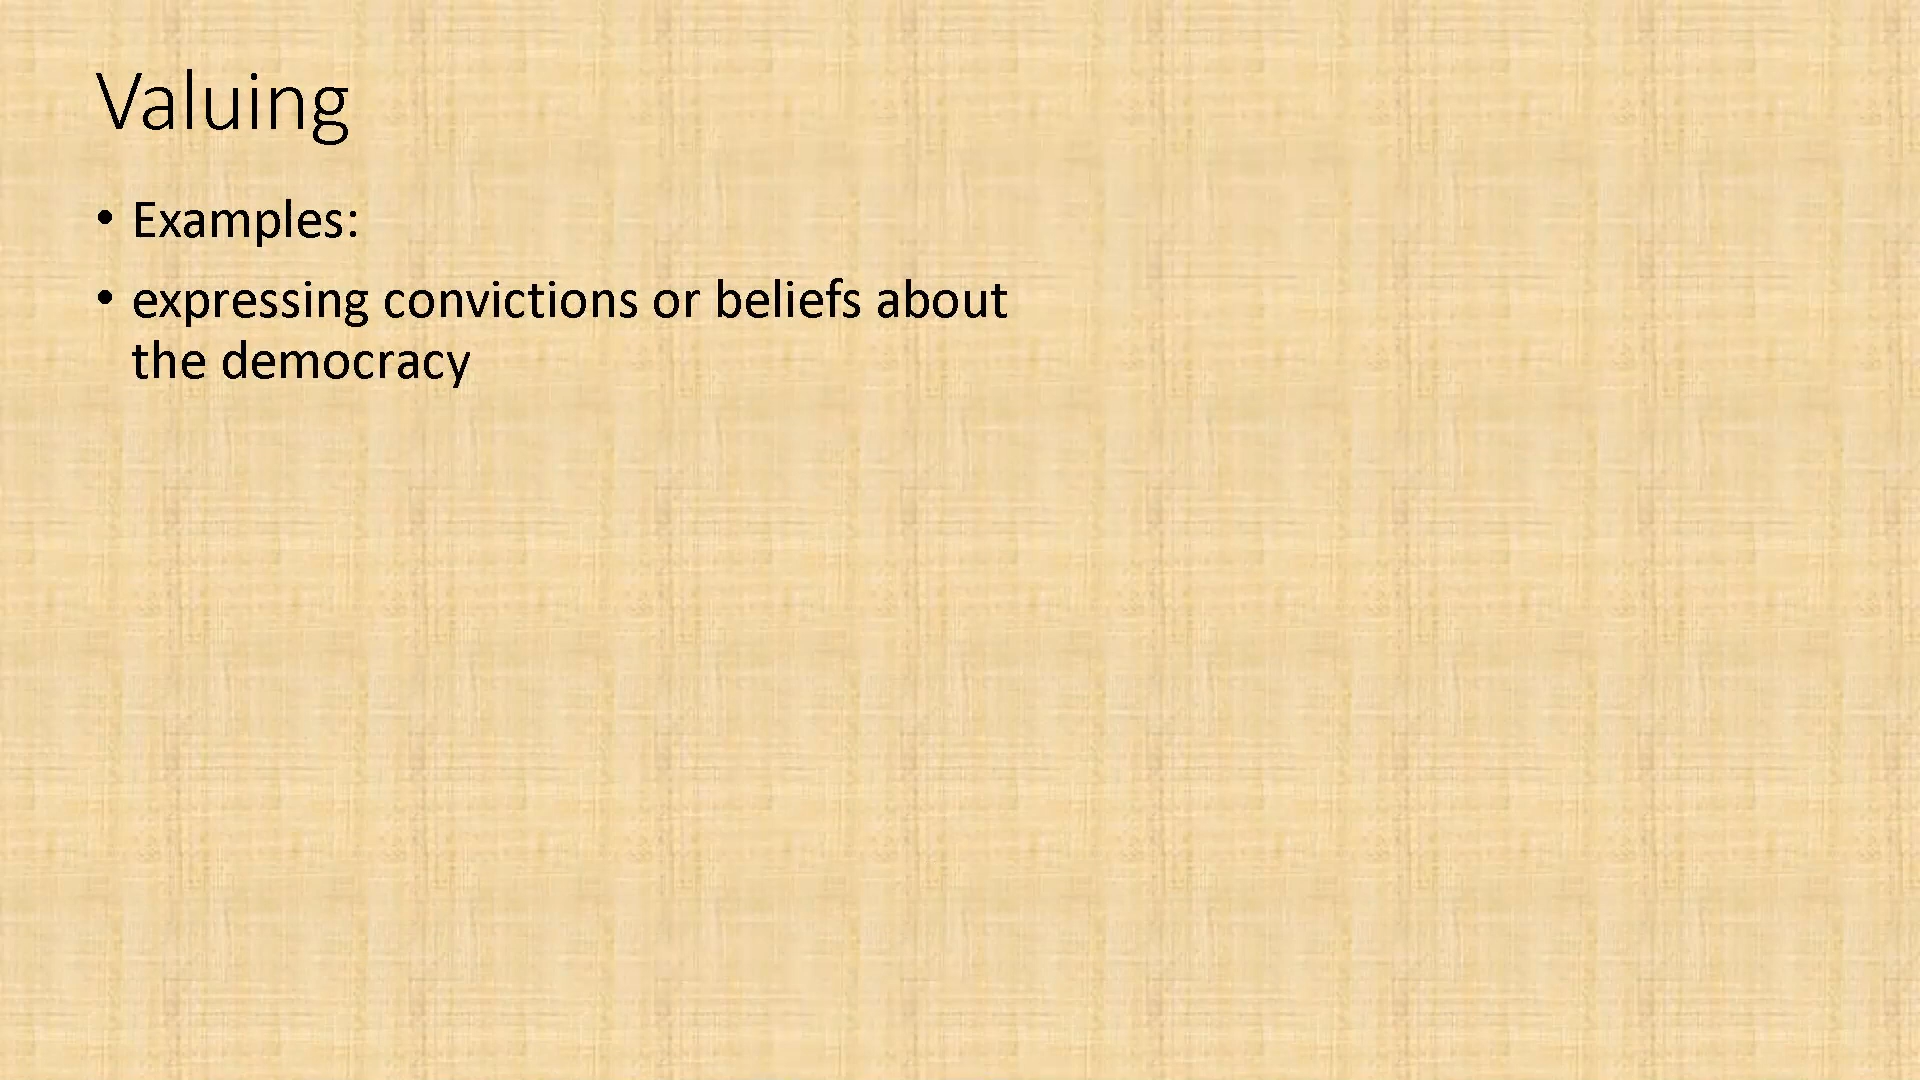 Valuing
• Examples:
• expressing convictions or beliefs about
the democracy